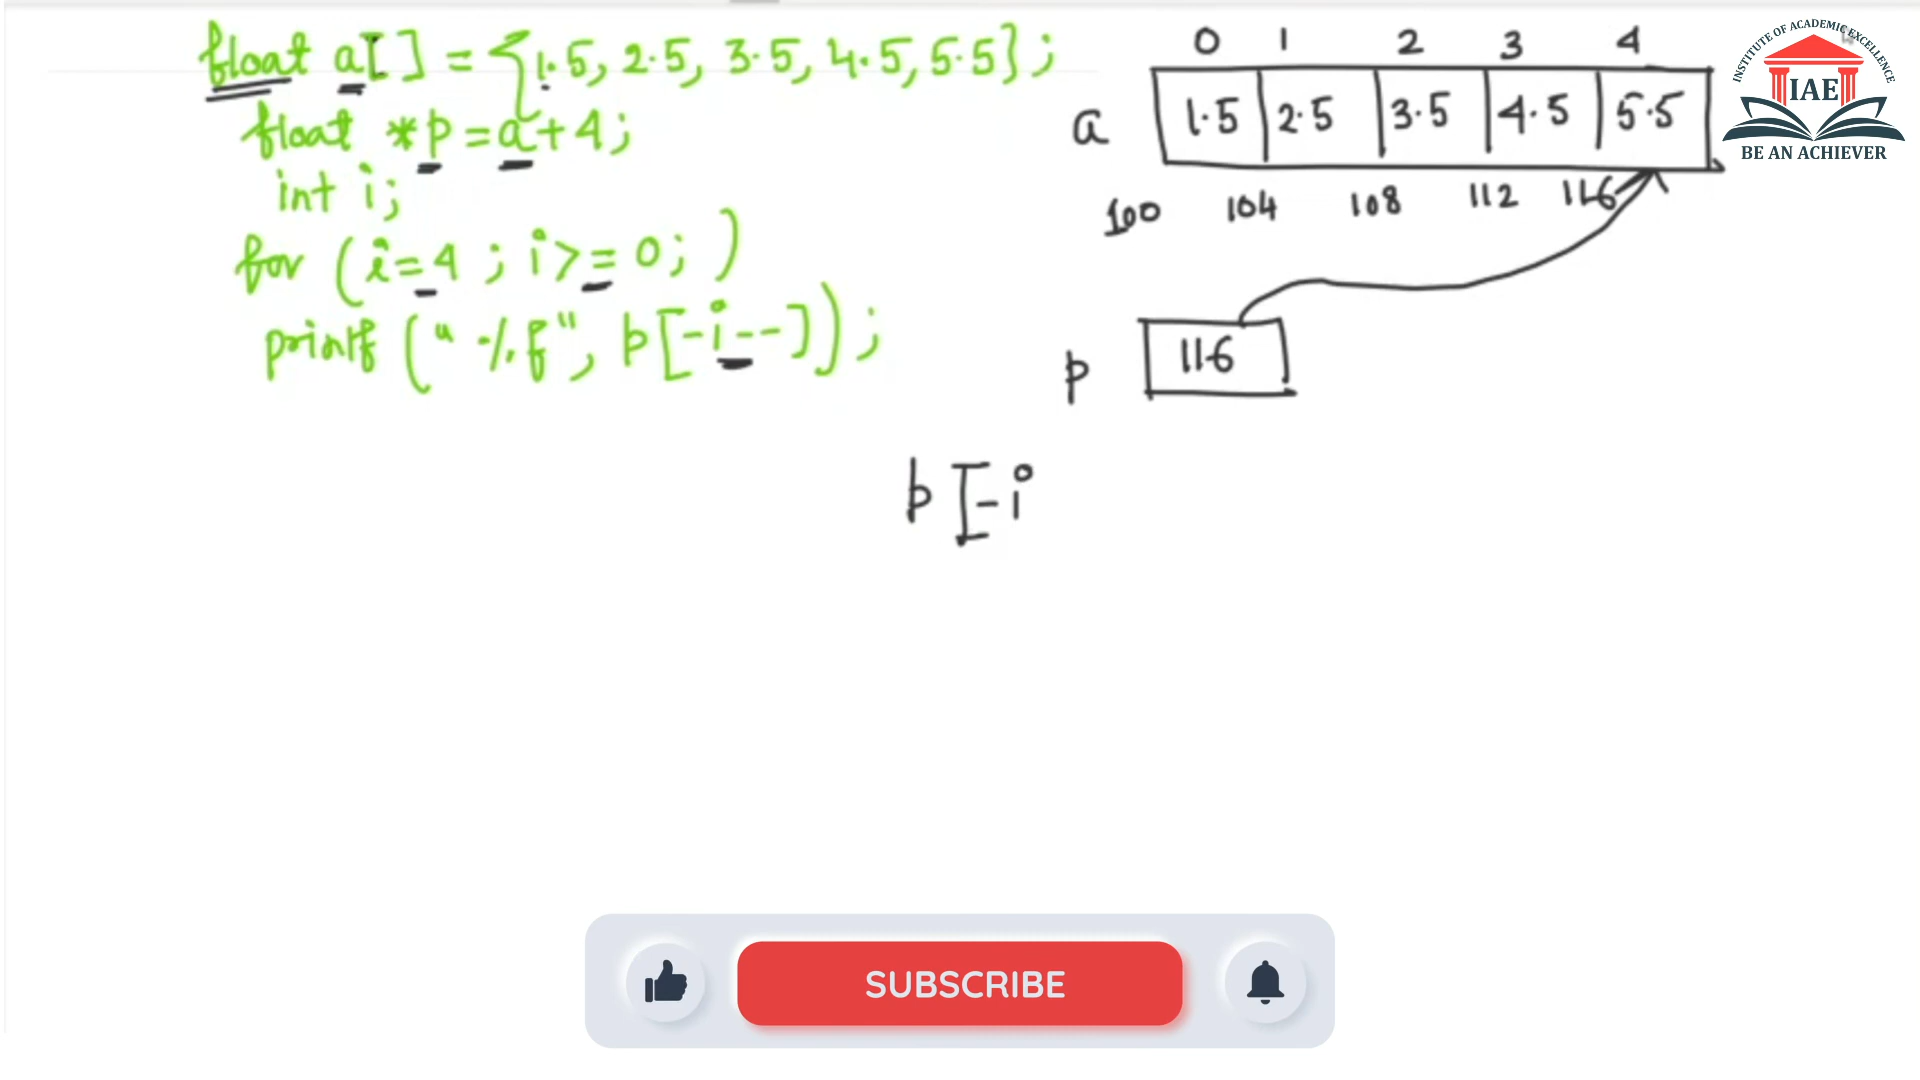 float a[] = {1.5, 2.5, 3.5, 4.5, 5.5};
float *p = a+4;
int i;
for (i=4 ; i>=0; )
printf ("%f", p[-i--]);
0 1 2 3 4
a 1.5 2.5 3.5 4.5 5.5
100 104 108 112 116
p 116
p[-i
INSTITUTE OF ACADEMIC EXCELLENCE
IAE
BE AN ACHIEVER
SUBSCRIBE